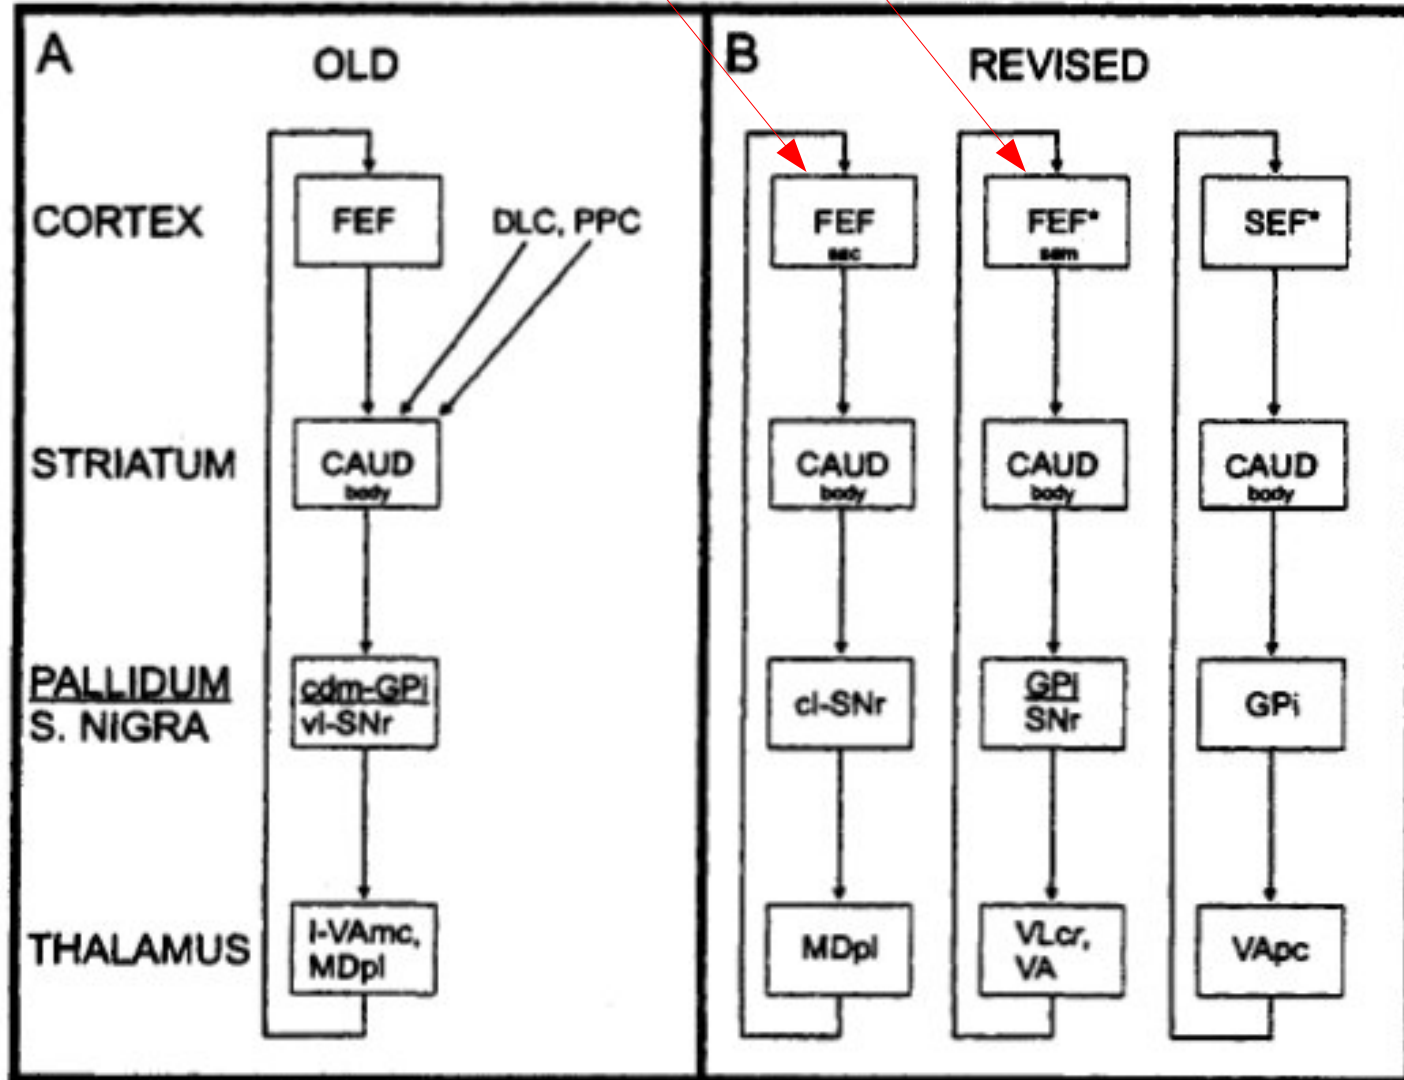 A
OLD
B
REVISED
CORTEX
FEF
DLC, PPC
FEF
sac
FEF*
sem
SEF*
STRIATUM
CAUD
body
CAUD
body
CAUD
body
CAUD
body
PALLIDUM
S. NIGRA
cdm-GPi
vl-SNr
cl-SNr
GPi
SNr
GPi
THALAMUS
l-VAmc,
MDpl
MDpl
VLcr,
VA
VApc